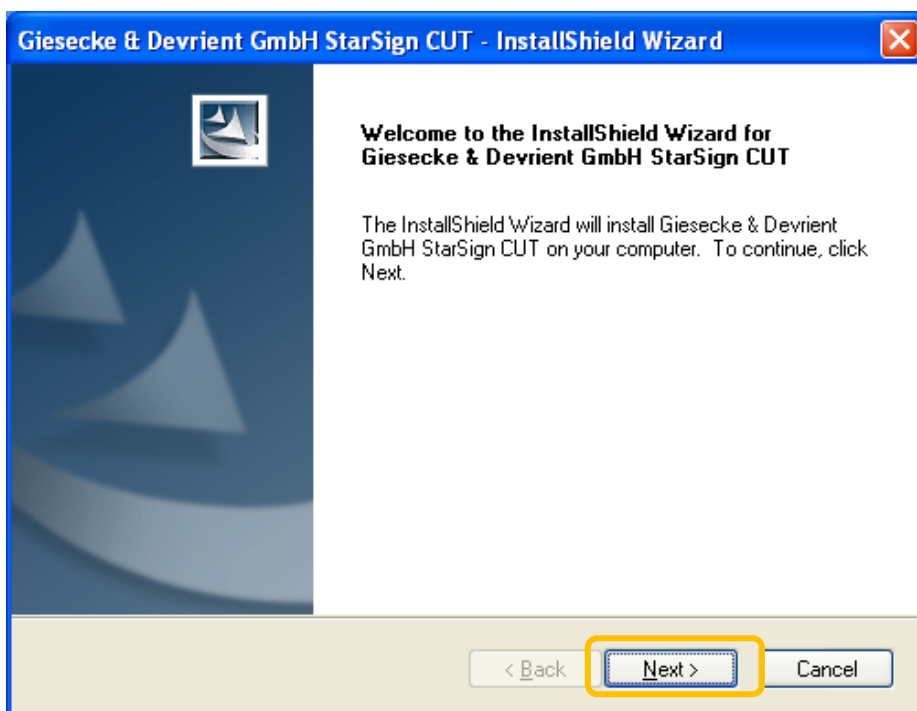 Giesecke & Devrient GmbH StarSign CUT - InstallShield Wizard
Welcome to the InstallShield Wizard for
Giesecke & Devrient GmbH StarSign CUT
The InstallShield Wizard will install Giesecke & Devrient
GmbH StarSign CUT on your computer. To continue, click
Next.
< Back Next > Cancel